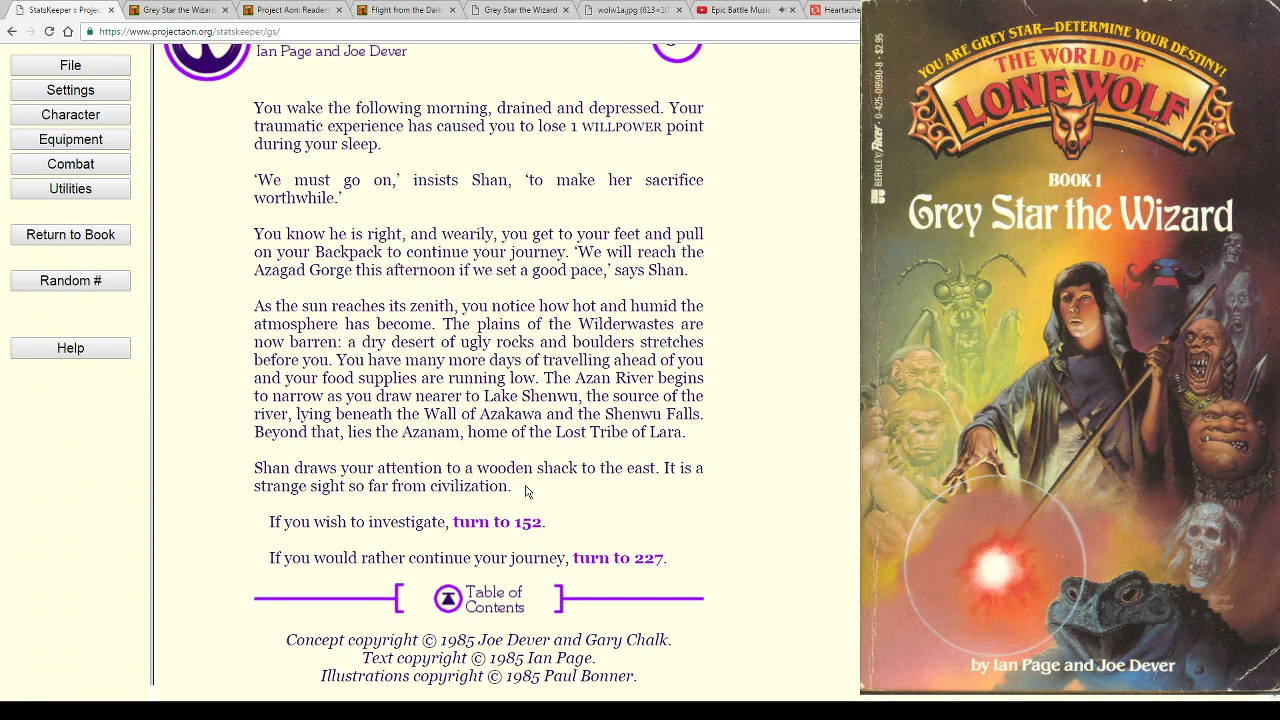 StatsKeeper :: Proje
Grey Star the Wizard
Project Aon: Readers
Flight from the Dark
Grey Star the Wizard
wolw1a.jpg (613×10
Epic Battle Music
Heartache
https://www.projectaon.org/statskeeper/gs/
File
Settings
Character
Equipment
Combat
Utilities
Return to Book
Random #
Help
Ian Page and Joe Dever
You wake the following morning, drained and depressed. Your
traumatic experience has caused you to lose 1 WILLPOWER point
during your sleep.
‘We must go on,’ insists Shan, ‘to make her sacrifice
worthwhile.’
You know he is right, and wearily, you get to your feet and pull
on your Backpack to continue your journey. ‘We will reach the
Azagad Gorge this afternoon if we set a good pace,’ says Shan.
As the sun reaches its zenith, you notice how hot and humid the
atmosphere has become. The plains of the Wilderwastes are
now barren: a dry desert of ugly rocks and boulders stretches
before you. You have many more days of travelling ahead of you
and your food supplies are running low. The Azan River begins
to narrow as you draw nearer to Lake Shenwu, the source of the
river, lying beneath the Wall of Azakawa and the Shenwu Falls.
Beyond that, lies the Azanam, home of the Lost Tribe of Lara.
Shan draws your attention to a wooden shack to the east. It is a
strange sight so far from civilization.
If you wish to investigate, turn to 152.
If you would rather continue your journey, turn to 227.
Table of
Contents
Concept copyright © 1985 Joe Dever and Gary Chalk.
Text copyright © 1985 Ian Page.
Illustrations copyright © 1985 Paul Bonner.
YOU ARE GREY STAR—DETERMINE YOUR DESTINY!
THE WORLD OF
LONE WOLF
BOOK 1
Grey Star the Wizard
by Ian Page and Joe Dever
BERKLEY/Pacer • 0-425-09590-8 • $2.95